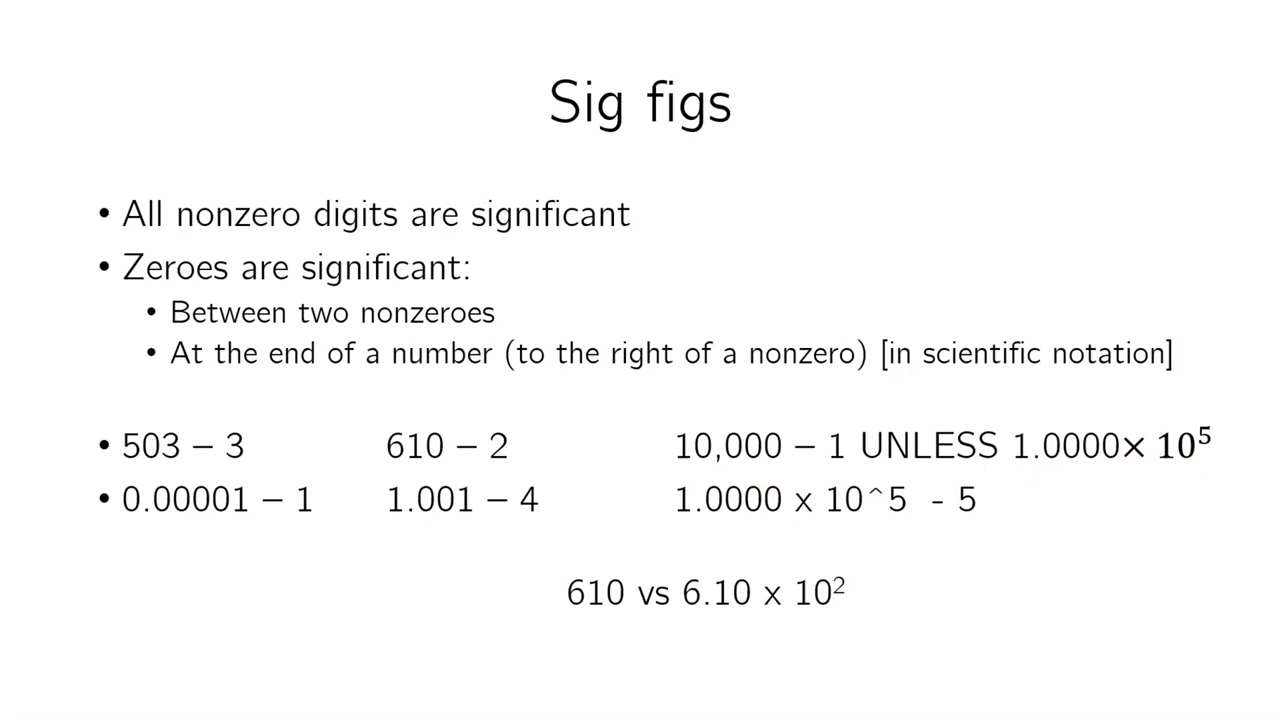 Sig figs
• All nonzero digits are significant
• Zeroes are significant:
• Between two nonzeroes
• At the end of a number (to the right of a nonzero) [in scientific notation]
• 503 – 3 610 – 2 10,000 – 1 UNLESS 1.0000× 10⁵
• 0.00001 – 1 1.001 – 4 1.0000 x 10^5 - 5
610 vs 6.10 x 10²